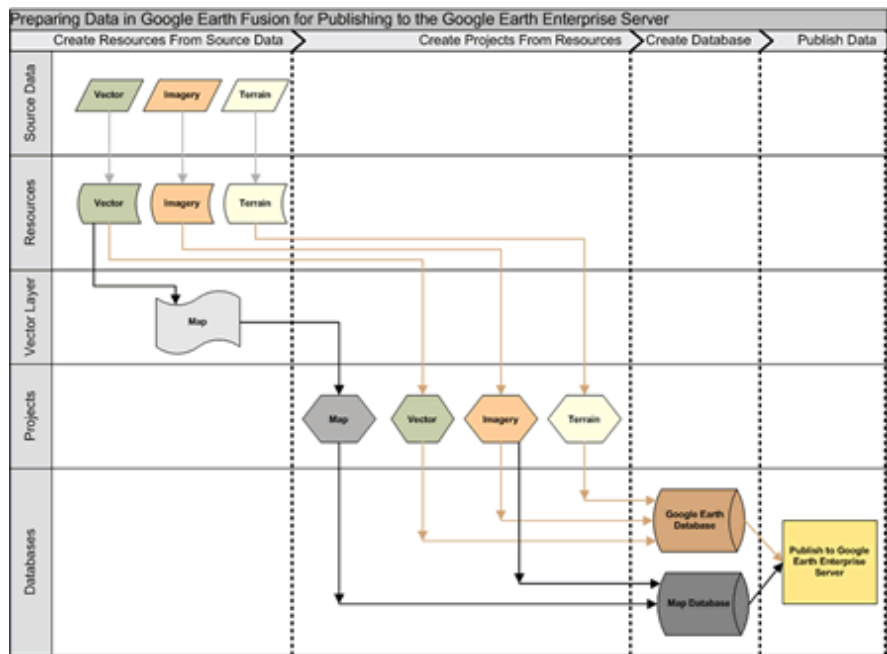 Preparing Data in Google Earth Fusion for Publishing to the Google Earth Enterprise Server
Create Resources From Source Data
Create Projects From Resources
Create Database
Publish Data
Source Data
Vector
Imagery
Terrain
Resources
Vector
Imagery
Terrain
Vector Layer
Map
Projects
Map
Vector
Imagery
Terrain
Databases
Google Earth
Database
Map Database
Publish to Google
Earth Enterprise
Server